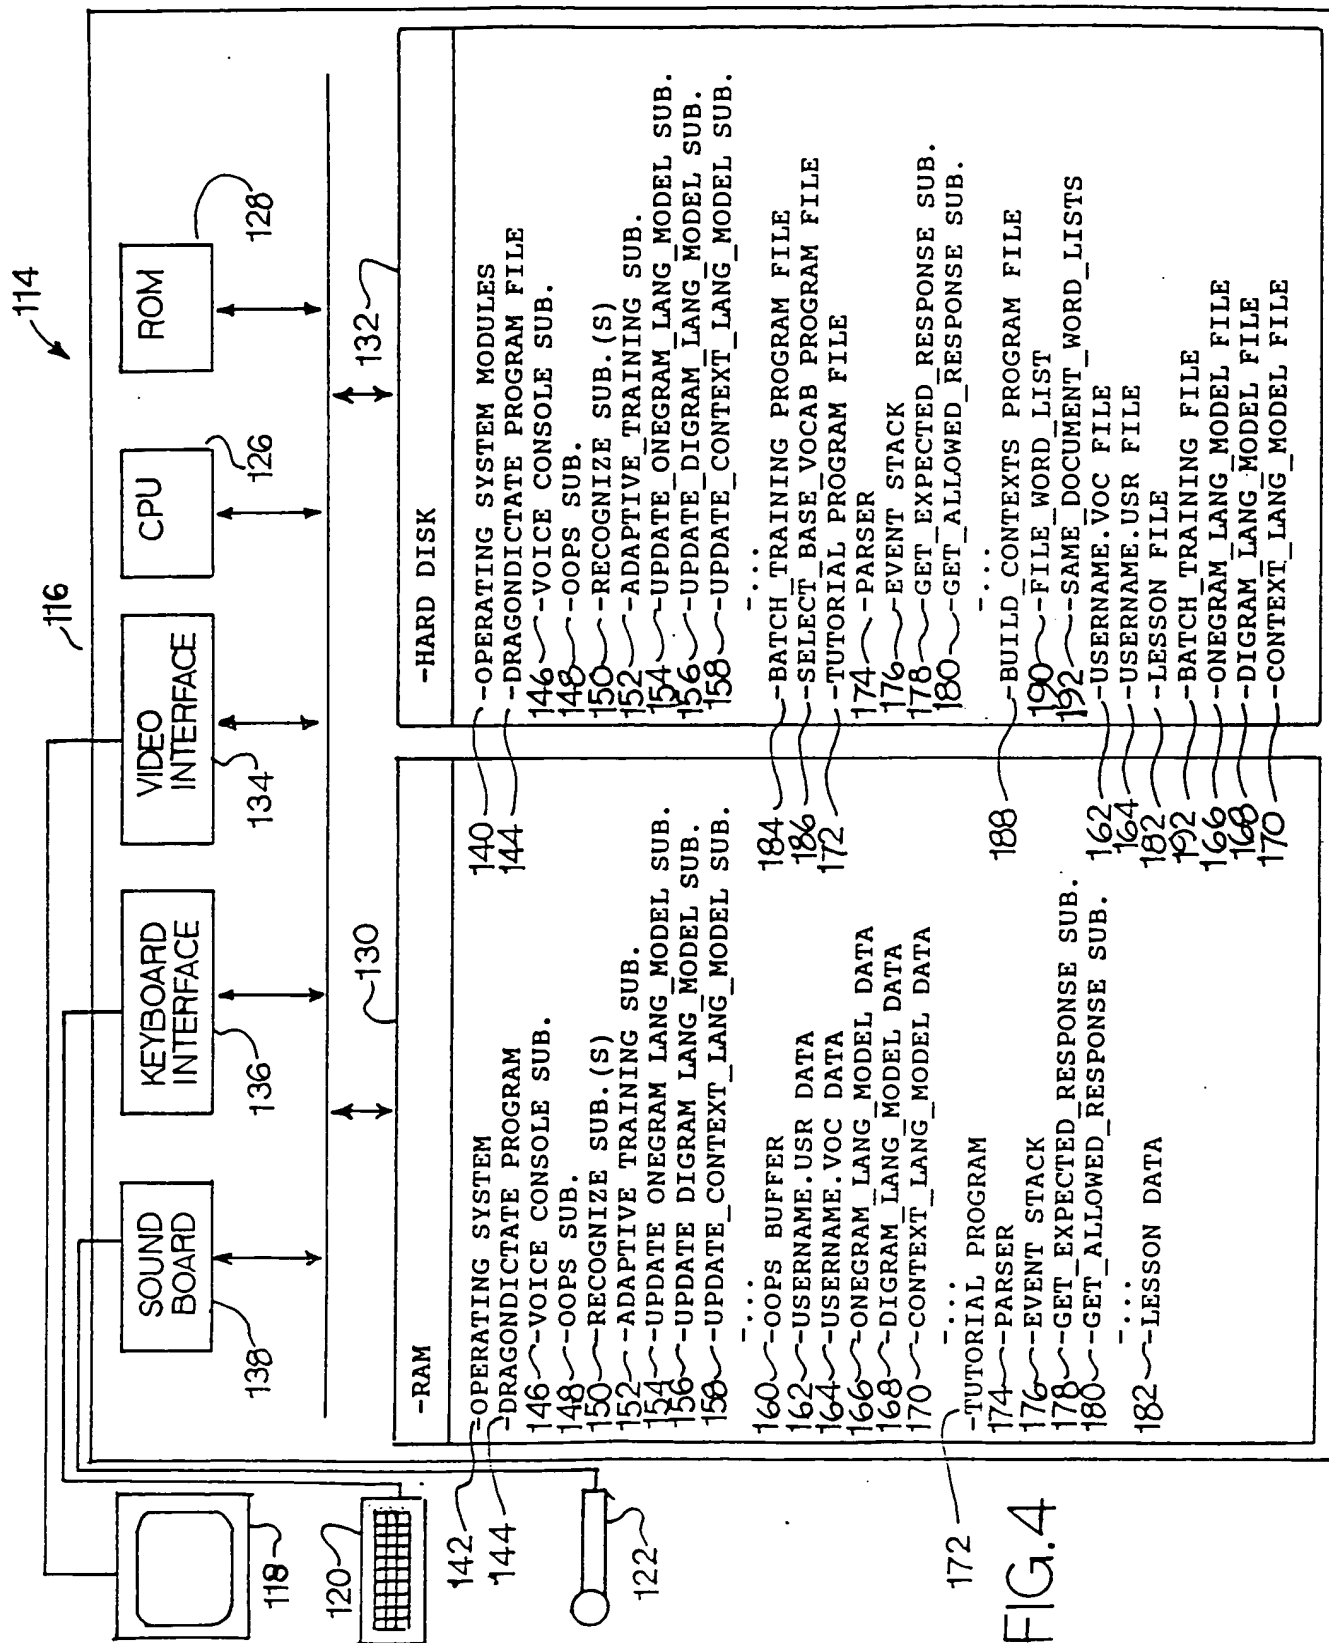 114
116
SOUND BOARD
138
KEYBOARD INTERFACE
136
VIDEO INTERFACE
134
CPU
126
ROM
128
118
120
122
130
132
-RAM
142 -OPERATING SYSTEM
144 -DRAGONDICTATE PROGRAM
146 -VOICE CONSOLE SUB.
148 -OOPS SUB.
150 -RECOGNIZE SUB.(S)
152 -ADAPTIVE TRAINING SUB.
154 -UPDATE ONEGRAM LANG_MODEL SUB.
156 -UPDATE DIGRAM LANG_MODEL SUB.
158 -UPDATE_CONTEXT_LANG_MODEL SUB.
-...
160 -OOPS BUFFER
162 -USERNAME.USR DATA
164 -USERNAME.VOC DATA
166 -ONEGRAM_LANG_MODEL DATA
168 -DIGRAM_LANG_MODEL DATA
170 -CONTEXT_LANG_MODEL DATA
-...
172 -TUTORIAL PROGRAM
174 -PARSER
176 -EVENT STACK
178 -GET_EXPECTED_RESPONSE SUB.
180 -GET_ALLOWED_RESPONSE SUB.
-...
182 -LESSON DATA
-HARD DISK
140 -OPERATING SYSTEM MODULES
144 -DRAGONDICTATE PROGRAM FILE
146 -VOICE CONSOLE SUB.
148 -OOPS SUB.
150 -RECOGNIZE SUB.(S)
152 -ADAPTIVE_TRAINING SUB.
154 -UPDATE_ONEGRAM_LANG_MODEL SUB.
156 -UPDATE_DIGRAM_LANG_MODEL SUB.
158 -UPDATE_CONTEXT_LANG_MODEL SUB.
-...
184 -BATCH_TRAINING PROGRAM FILE
186 -SELECT_BASE_VOCAB PROGRAM FILE
172 -TUTORIAL PROGRAM FILE
174 -PARSER
176 -EVENT STACK
178 -GET_EXPECTED_RESPONSE SUB.
180 -GET_ALLOWED_RESPONSE SUB.
-...
188 -BUILD_CONTEXTS PROGRAM FILE
190 -FILE_WORD_LIST
192 -SAME_DOCUMENT_WORD_LISTS
162 -USERNAME.VOC FILE
164 -USERNAME.USR FILE
182 -LESSON FILE
192 -BATCH_TRAINING FILE
166 -ONEGRAM_LANG_MODEL FILE
168 -DIGRAM_LANG_MODEL FILE
170 -CONTEXT_LANG_MODEL FILE
FIG.4